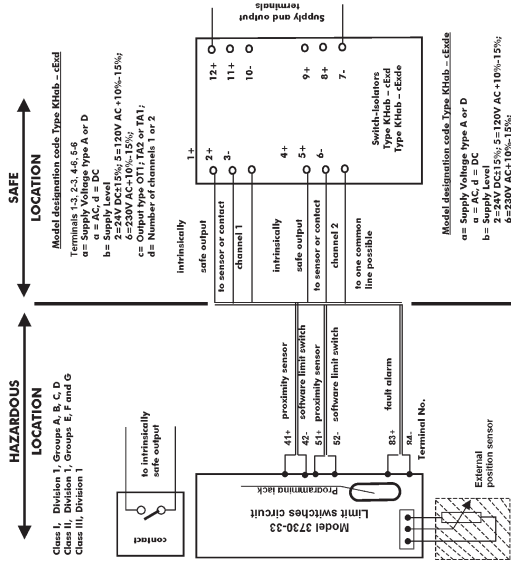 HAZARDOUS
LOCATION
Class I,  Division 1, Groups A, B, C, D
Class II,  Division 1, Groups E, F and G
Class III, Division 1
contact
to intrinsically
safe output
Model 3730-33
Limit switches circuit
Programming jack
41+ proximity sensor
42- software limit switch
51+ proximity sensor
52- software limit switch
83+ fault alarm
84-
Terminal No.
External
position sensor
SAFE
LOCATION
Model designation code Type KHab – cExd
Terminals 1-3, 2-3, 4-6, 5-6
a= Supply Voltage type A or D
a = AC, d = DC
b= Supply Level
2=24V DC±15%; 5=120V AC +10%-15%;
6=230V AC +10%-15%;
c= Output type OT1; TA2 or TA1;
d= Number of channels 1 or 2
intrinsically
safe output
to sensor or contact
channel 1
intrinsically
safe output
to sensor or contact
channel 2
to one common
line possible
1+
2+
3-
4+
5+
6-
Switch-Isolators
Type KHab – cExd
Type KHab – cExde
12+
11+
10-
9+
8+
7-
Supply and output
terminals
Model designation code Type KHab – cExde
a= Supply Voltage type A or D
a = AC, d = DC
b= Supply Level
2=24V DC±15%; 5=120V AC +10%-15%;
6=230V AC+10%-15%;